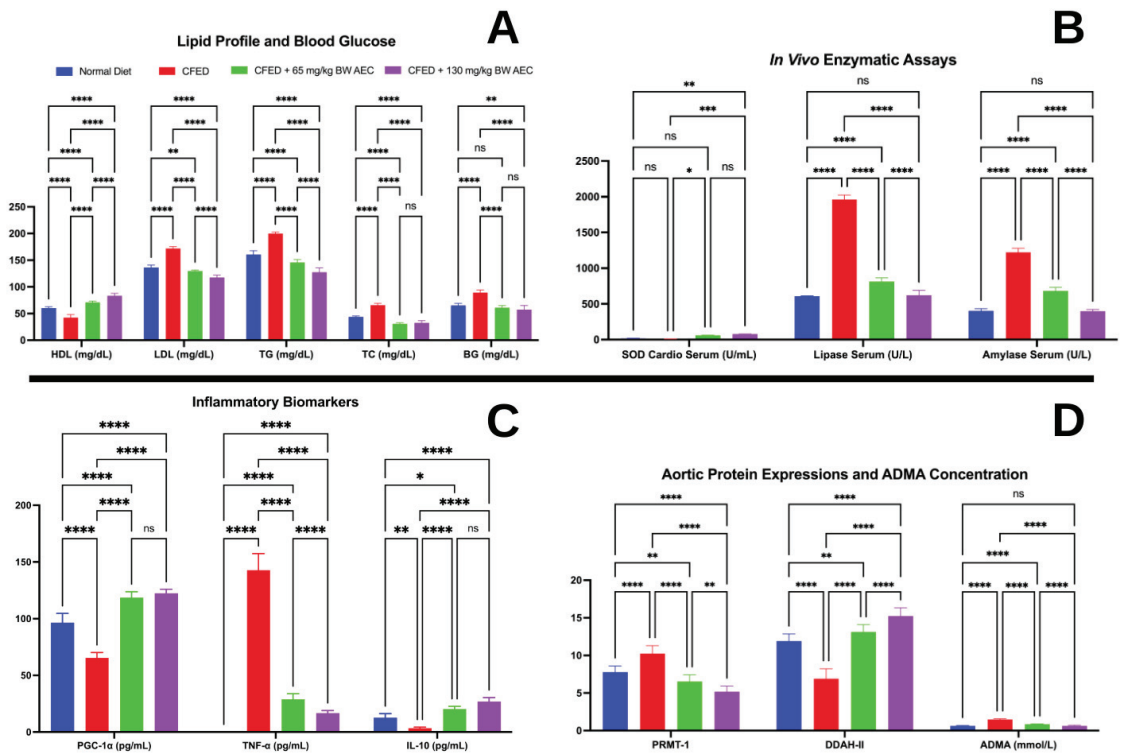 A
Lipid Profile and Blood Glucose
Normal Diet CFED CFED + 65 mg/kg BW AEC CFED + 130 mg/kg BW AEC
**** **** **** **** **
**** **** **** **** ****
**** ** **** **** ns
**** **** **** **** **** **** **** **** ns
**** **** **** ns ****
250
200
150
100
50
0
HDL (mg/dL) LDL (mg/dL) TG (mg/dL) TC (mg/dL) BG (mg/dL)
B
In Vivo Enzymatic Assays
** ns ns
*** **** ****
ns **** ****
ns * ns **** **** **** **** **** ****
2500
2000
1500
1000
500
0
SOD Cardio Serum (U/mL) Lipase Serum (U/L) Amylase Serum (U/L)
C
Inflammatory Biomarkers
**** **** ****
**** **** ****
**** **** *
**** **** ****
**** ns **** **** ** **** ns
200
150
100
50
0
PGC-1α (pg/mL) TNF-α (pg/mL) IL-10 (pg/mL)
D
Aortic Protein Expressions and ADMA Concentration
**** **** ns
**** **** ****
** ** ****
**** **** ** **** **** **** **** **** ****
20
15
10
5
0
PRMT-1 DDAH-II ADMA (mmol/L)